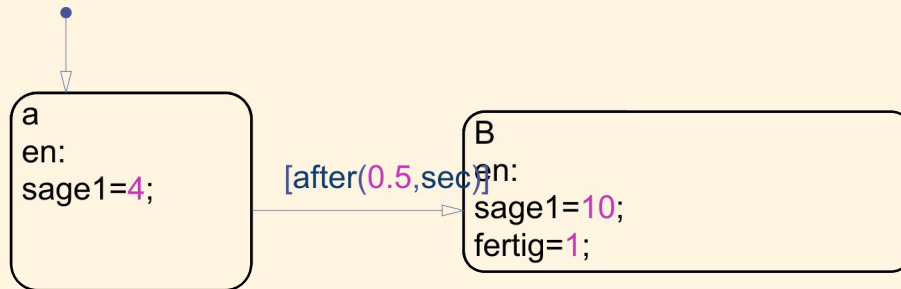 a
en:
sage1=4;
[after(0.5,sec)]
B
en:
sage1=10;
fertig=1;